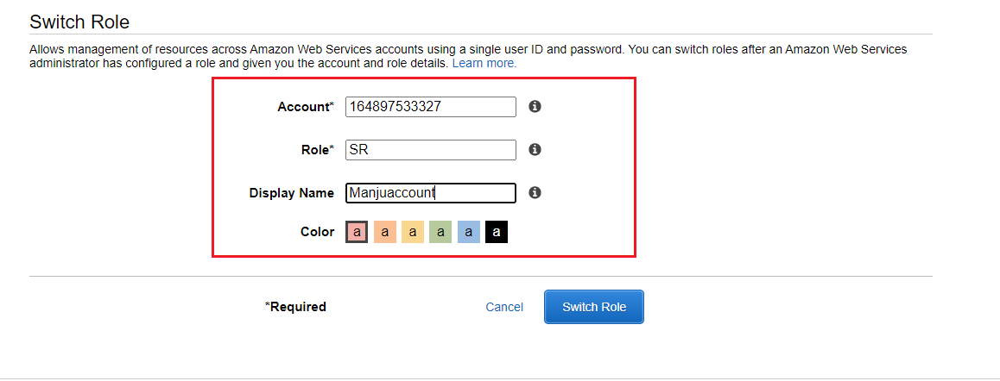 Switch Role
Allows management of resources across Amazon Web Services accounts using a single user ID and password. You can switch roles after an Amazon Web Services
administrator has configured a role and given you the account and role details. Learn more.
Account* 164897533327
Role* SR
Display Name Manjuaccount
Color a a a a a a
*Required Cancel Switch Role